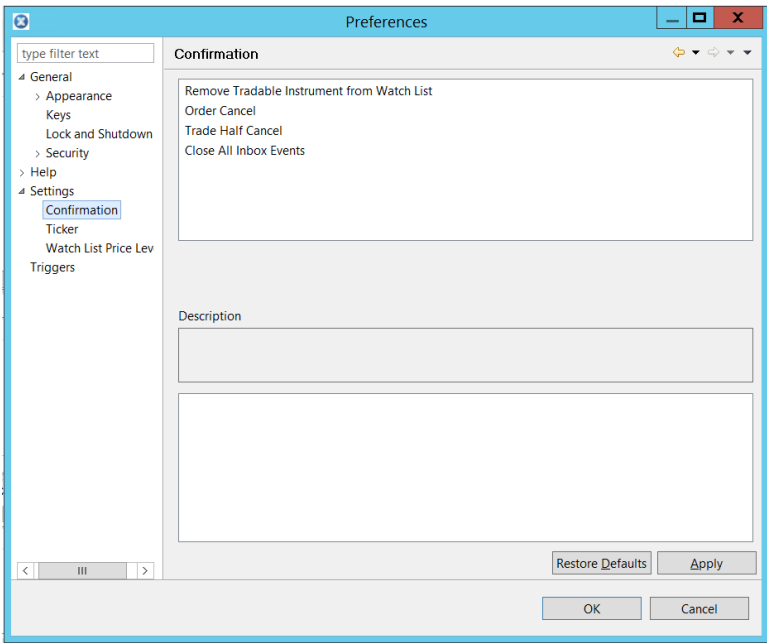 Preferences
type filter text
General
Appearance
Keys
Lock and Shutdown
Security
Help
Settings
Confirmation
Ticker
Watch List Price Lev
Triggers
Confirmation
Remove Tradable Instrument from Watch List
Order Cancel
Trade Half Cancel
Close All Inbox Events
Description
Restore Defaults
Apply
OK
Cancel